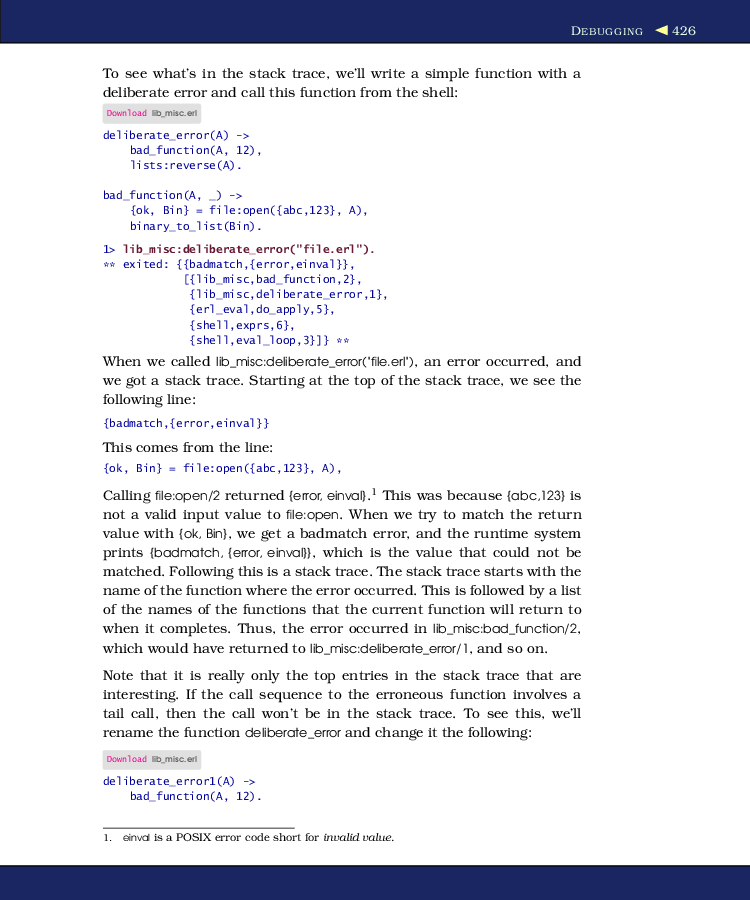 DEBUGGING ◀ 426
To see what's in the stack trace, we'll write a simple function with a
deliberate error and call this function from the shell:
Download lib_misc.erl
deliberate_error(A) ->
    bad_function(A, 12),
    lists:reverse(A).
bad_function(A, _) ->
    {ok, Bin} = file:open({abc,123}, A),
    binary_to_list(Bin).
1> lib_misc:deliberate_error("file.erl").
** exited: {{badmatch,{error,einval}},
            [{lib_misc,bad_function,2},
             {lib_misc,deliberate_error,1},
             {erl_eval,do_apply,5},
             {shell,exprs,6},
             {shell,eval_loop,3}]} **
When we called lib_misc:deliberate_error("file.erl"), an error occurred, and
we got a stack trace. Starting at the top of the stack trace, we see the
following line:
{badmatch,{error,einval}}
This comes from the line:
{ok, Bin} = file:open({abc,123}, A),
Calling file:open/2 returned {error, einval}.1 This was because {abc,123} is
not a valid input value to file:open. When we try to match the return
value with {ok, Bin}, we get a badmatch error, and the runtime system
prints {badmatch, {error, einval}}, which is the value that could not be
matched. Following this is a stack trace. The stack trace starts with the
name of the function where the error occurred. This is followed by a list
of the names of the functions that the current function will return to
when it completes. Thus, the error occurred in lib_misc:bad_function/2,
which would have returned to lib_misc:deliberate_error/1, and so on.
Note that it is really only the top entries in the stack trace that are
interesting. If the call sequence to the erroneous function involves a
tail call, then the call won't be in the stack trace. To see this, we'll
rename the function deliberate_error and change it the following:
Download lib_misc.erl
deliberate_error1(A) ->
    bad_function(A, 12).
1. einval is a POSIX error code short for invalid value.